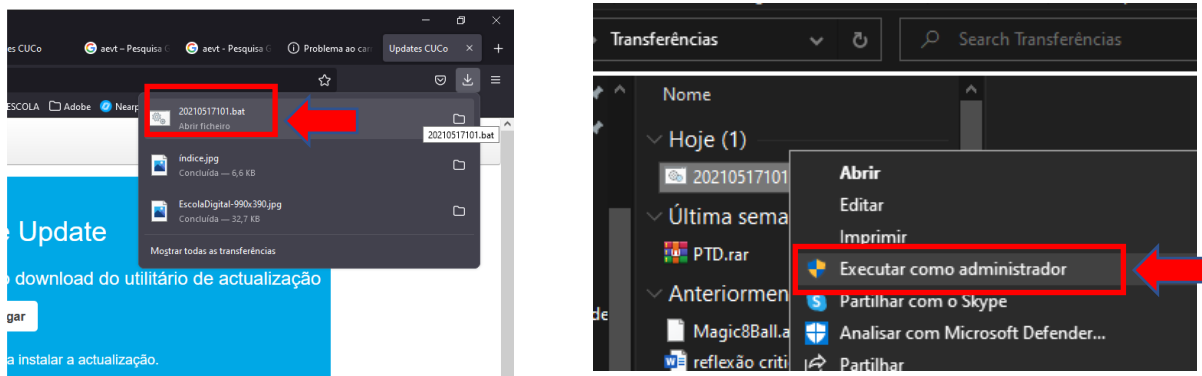 es CUCo
aevt – Pesquisa
aevt - Pesquisa
Problema ao can
Updates CUCo
ESCOLA
Adobe
Nearp
20210517101.bat
Abrir ficheiro
20210517101.bat
índice.jpg
Concluída — 6,6 KB
EscolaDigital-990x390.jpg
Concluída — 32,7 KB
Mostrar todas as transferências
e Update
o download do utilitário de actualização
gar
a instalar a actualização.
Transferências
Search Transferências
Nome
Hoje (1)
20210517101
Última sema
PTD.rar
Anteriormen
de
Magic8Ball.a
reflexão criti
Abrir
Editar
Imprimir
Executar como administrador
Partilhar com o Skype
Analisar com Microsoft Defender...
Partilhar